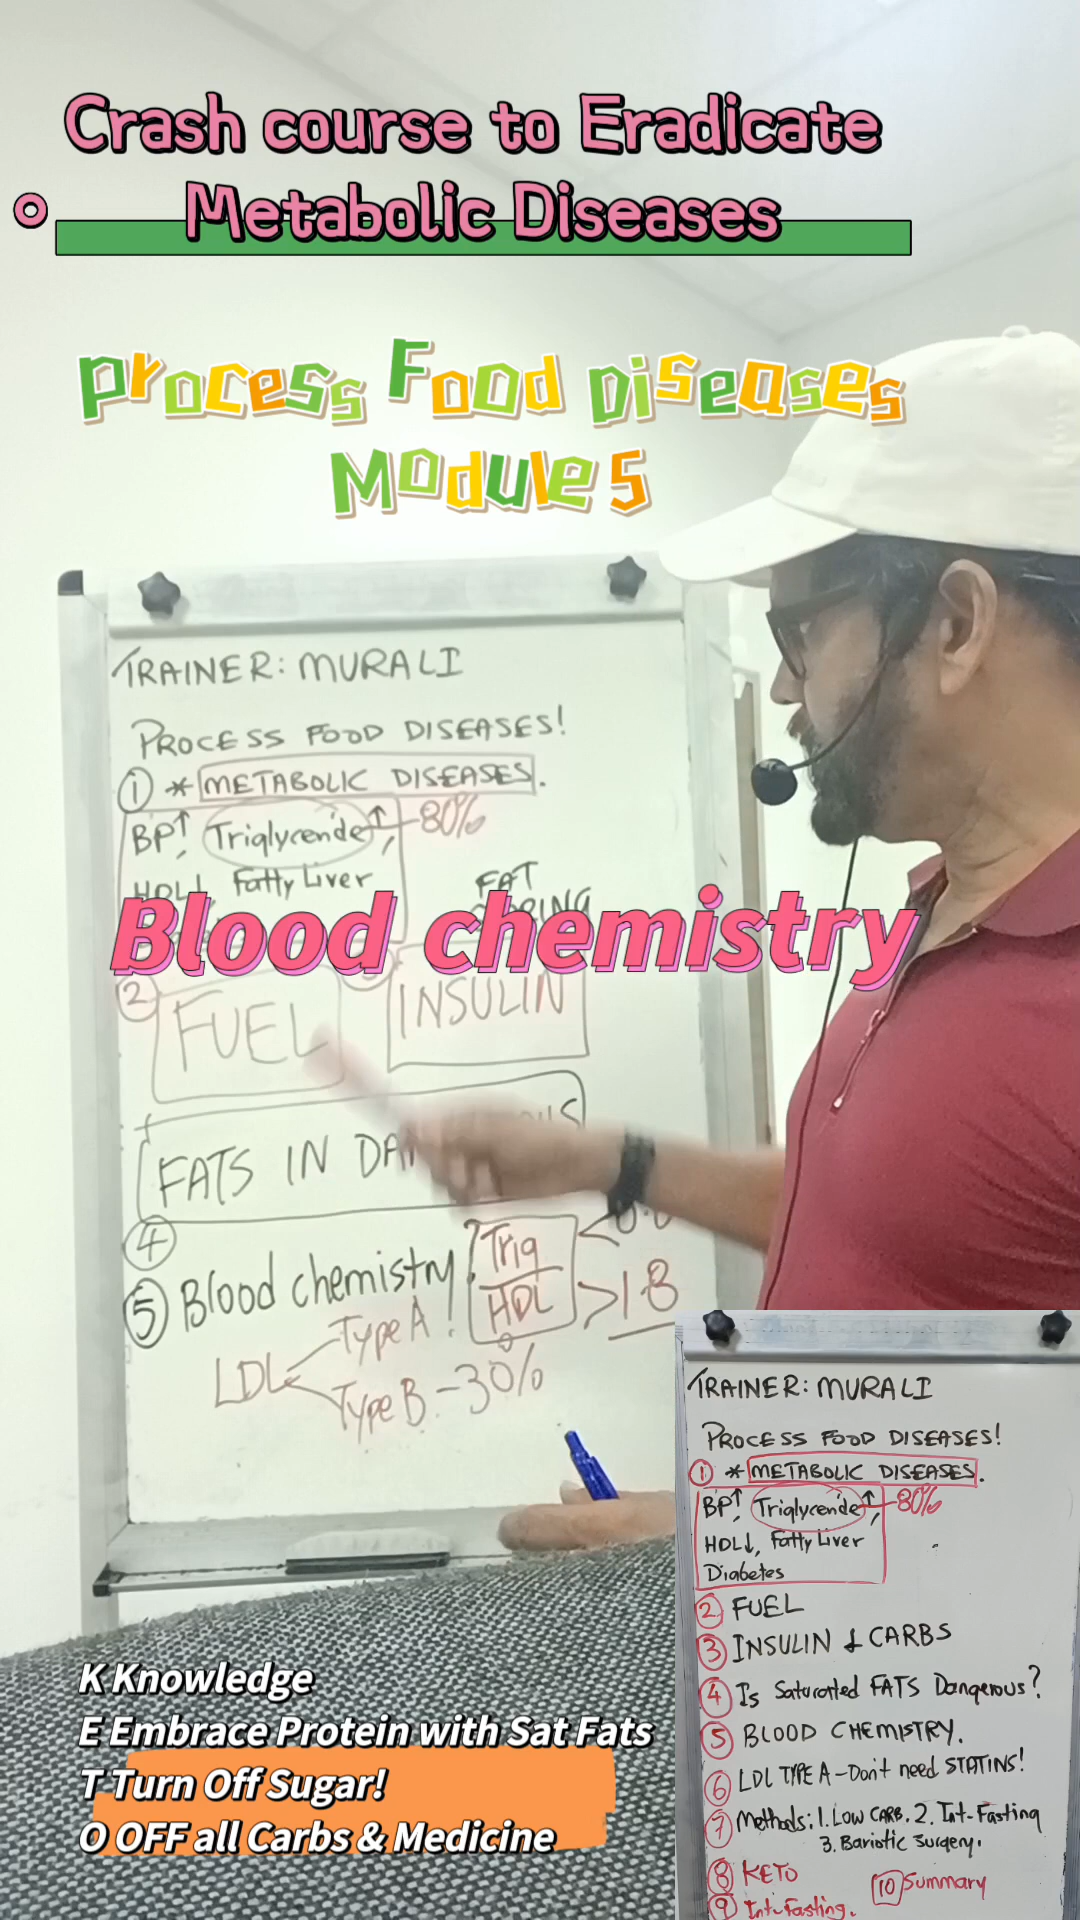 Crash course to Eradicate
Metabolic Diseases
Process Food Diseases
Module 5
TRAINER: MURALI
PROCESS FOOD DISEASES!
① * METABOLIC DISEASES.
BP↑, Triglyceride↑, 80%
HDL↓ Fatty Liver
FAT
Blood chemistry
② FUEL
INSULIN
FATS IN
④
⑤ Blood chemistry! Trig
HDL
>1.8
LDL Type A
Type B - 30%
K Knowledge
E Embrace Protein with Sat Fats
T Turn Off Sugar!
O OFF all Carbs & Medicine
TRAINER: MURALI
PROCESS FOOD DISEASES!
① * METABOLIC DISEASES.
BP↑, Triglyceride↑, 80%
HDL↓, Fatty Liver
Diabetes
② FUEL
③ INSULIN & CARBS
④ Is Saturated FATS Dangerous?
⑤ BLOOD CHEMISTRY.
⑥ LDL TYPE A - Don't need STATINS!
⑦ Methods: 1. LOW CARB. 2. Int-Fasting
3. Bariotic Surgery.
⑧ KETO
⑩ Summary
⑨ Int-Fasting.